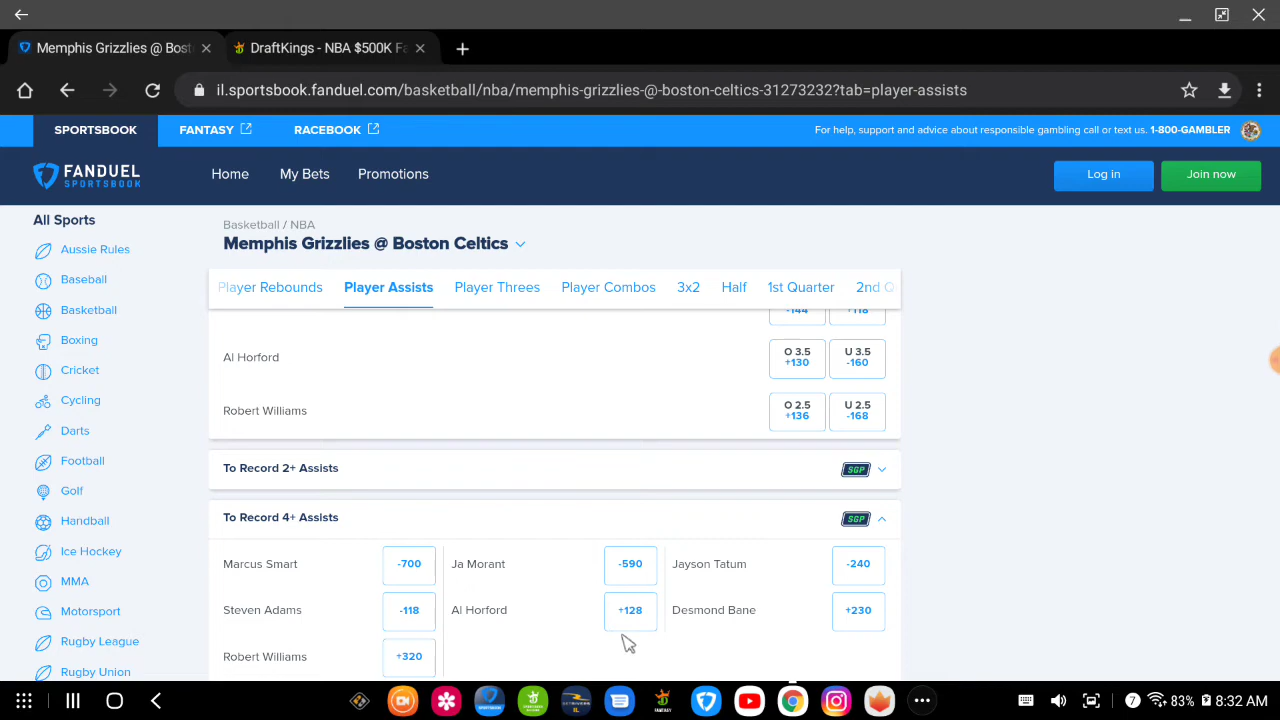 Memphis Grizzlies @ Bost
DraftKings - NBA $500K Fa
il.sportsbook.fanduel.com/basketball/nba/memphis-grizzlies-@-boston-celtics-31273232?tab=player-assists
SPORTSBOOK FANTASY RACEBOOK For help, support and advice about responsible gambling call or text us. 1-800-GAMBLER
FANDUEL
SPORTSBOOK
Home My Bets Promotions Log in Join now
All Sports
Aussie Rules
Baseball
Basketball
Boxing
Cricket
Cycling
Darts
Football
Golf
Handball
Ice Hockey
MMA
Motorsport
Rugby League
Rugby Union
Basketball / NBA
Memphis Grizzlies @ Boston Celtics
Player Rebounds Player Assists Player Threes Player Combos 3x2 Half 1st Quarter 2nd Q
-144 +118
Al Horford O 3.5 +130 U 3.5 -160
Robert Williams O 2.5 +136 U 2.5 -168
To Record 2+ Assists SGP
To Record 4+ Assists SGP
Marcus Smart -700 Ja Morant -590 Jayson Tatum -240
Steven Adams -118 Al Horford +128 Desmond Bane +230
Robert Williams +320
7 83% 8:32 AM